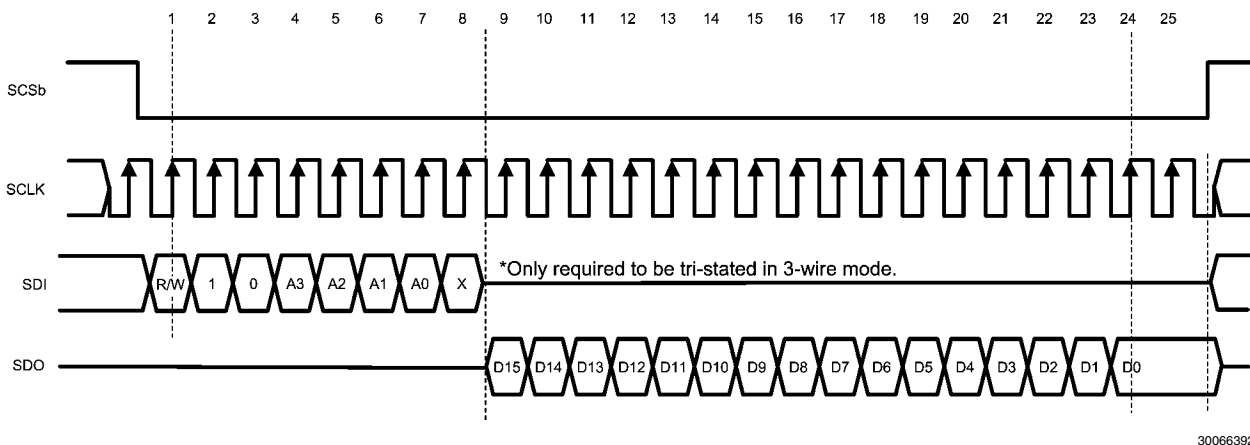 1 2 3 4 5 6 7 8 9 10 11 12 13 14 15 16 17 18 19 20 21 22 23 24 25
SCSb
SCLK
SDI R/W 1 0 A3 A2 A1 A0 X *Only required to be tri-stated in 3-wire mode.
SDO D15 D14 D13 D12 D11 D10 D9 D8 D7 D6 D5 D4 D3 D2 D1 D0
30066392